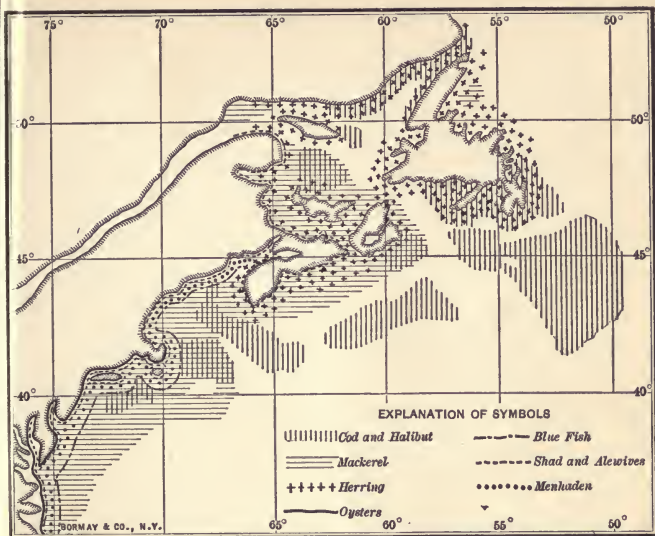 75° 70° 65° 60° 55° 50°
50° 50°
45° 45°
40° 40°
EXPLANATION OF SYMBOLS
Cod and Halibut Blue Fish
Mackerel Shad and Alewives
Herring Menhaden
Oysters
BORMAY & CO., N.Y.
65° 60° 55° 50°